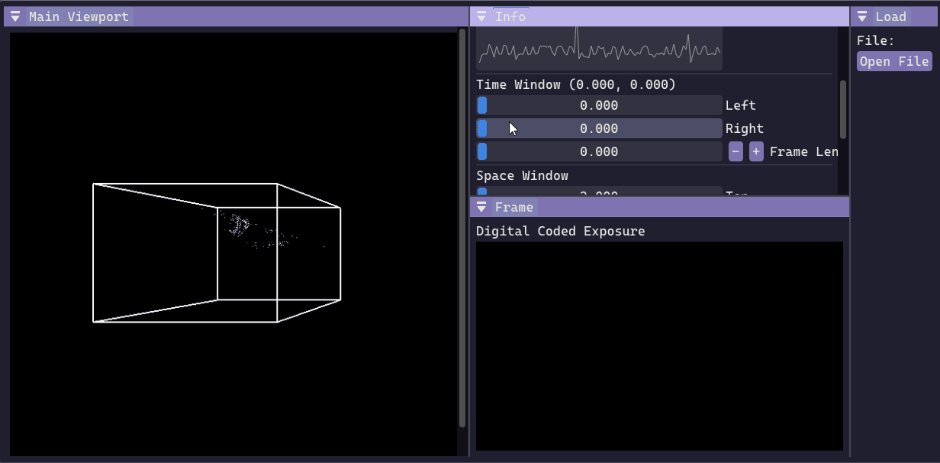 Main Viewport
Info
Time Window (0.000, 0.000)
0.000 Left
0.000 Right
0.000 - + Frame Len
Space Window
Frame
Digital Coded Exposure
Load
File:
Open File